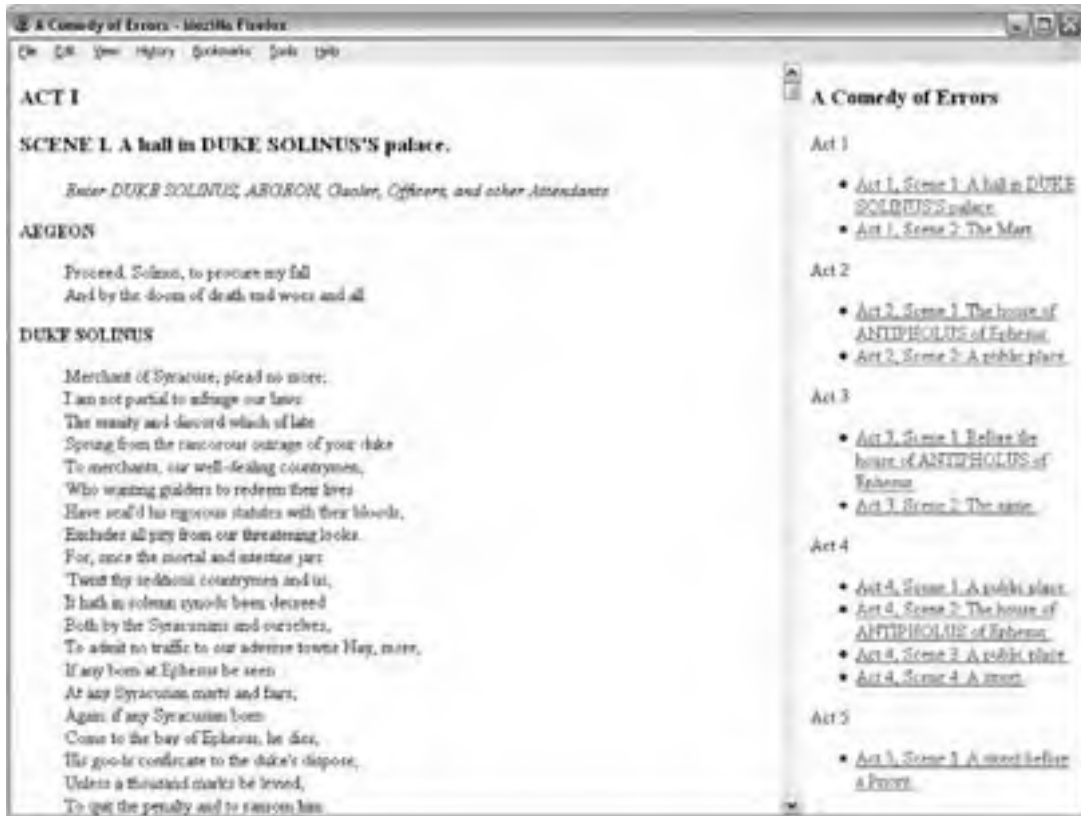 A Comedy of Errors - Mozilla Firefox
File Edit View History Bookmarks Tools Help
ACT I
SCENE I. A hall in DUKE SOLINUS'S palace.
Enter DUKE SOLINUS, AEGEON, Gaoler, Officers, and other Attendants
AEGEON
Proceed, Solinus, to procure my fall
And by the doom of death end woes and all.
DUKE SOLINUS
Merchant of Syracuse, plead no more;
I am not partial to infringe our laws:
The enmity and discord which of late
Sprung from the rancorous outrage of your duke
To merchants, our well-dealing countrymen,
Who wanting guilders to redeem their lives
Have seal'd his rigorous statutes with their bloods,
Excludes all pity from our threatening looks.
For, since the mortal and intestine jars
'Twixt thy seditious countrymen and us,
It hath in solemn synods been decreed
Both by the Syracusians and ourselves,
To admit no traffic to our adverse towns Nay, more,
If any born at Ephesus be seen
At any Syracusian marts and fairs;
Again: if any Syracusian born
Come to the bay of Ephesus, he dies,
His goods confiscate to the duke's dispose,
Unless a thousand marks be levied,
To quit the penalty and to ransom him.
A Comedy of Errors
Act 1
• Act 1, Scene 1: A hall in DUKE
SOLINUS'S palace.
• Act 1, Scene 2: The Mart.
Act 2
• Act 2, Scene 1: The house of
ANTIPHOLUS of Ephesus.
• Act 2, Scene 2: A public place.
Act 3
• Act 3, Scene 1: Before the
house of ANTIPHOLUS of
Ephesus.
• Act 3, Scene 2: The same.
Act 4
• Act 4, Scene 1: A public place.
• Act 4, Scene 2: The house of
ANTIPHOLUS of Ephesus.
• Act 4, Scene 3: A public place.
• Act 4, Scene 4: A street.
Act 5
• Act 5, Scene 1: A street before
a Priory.